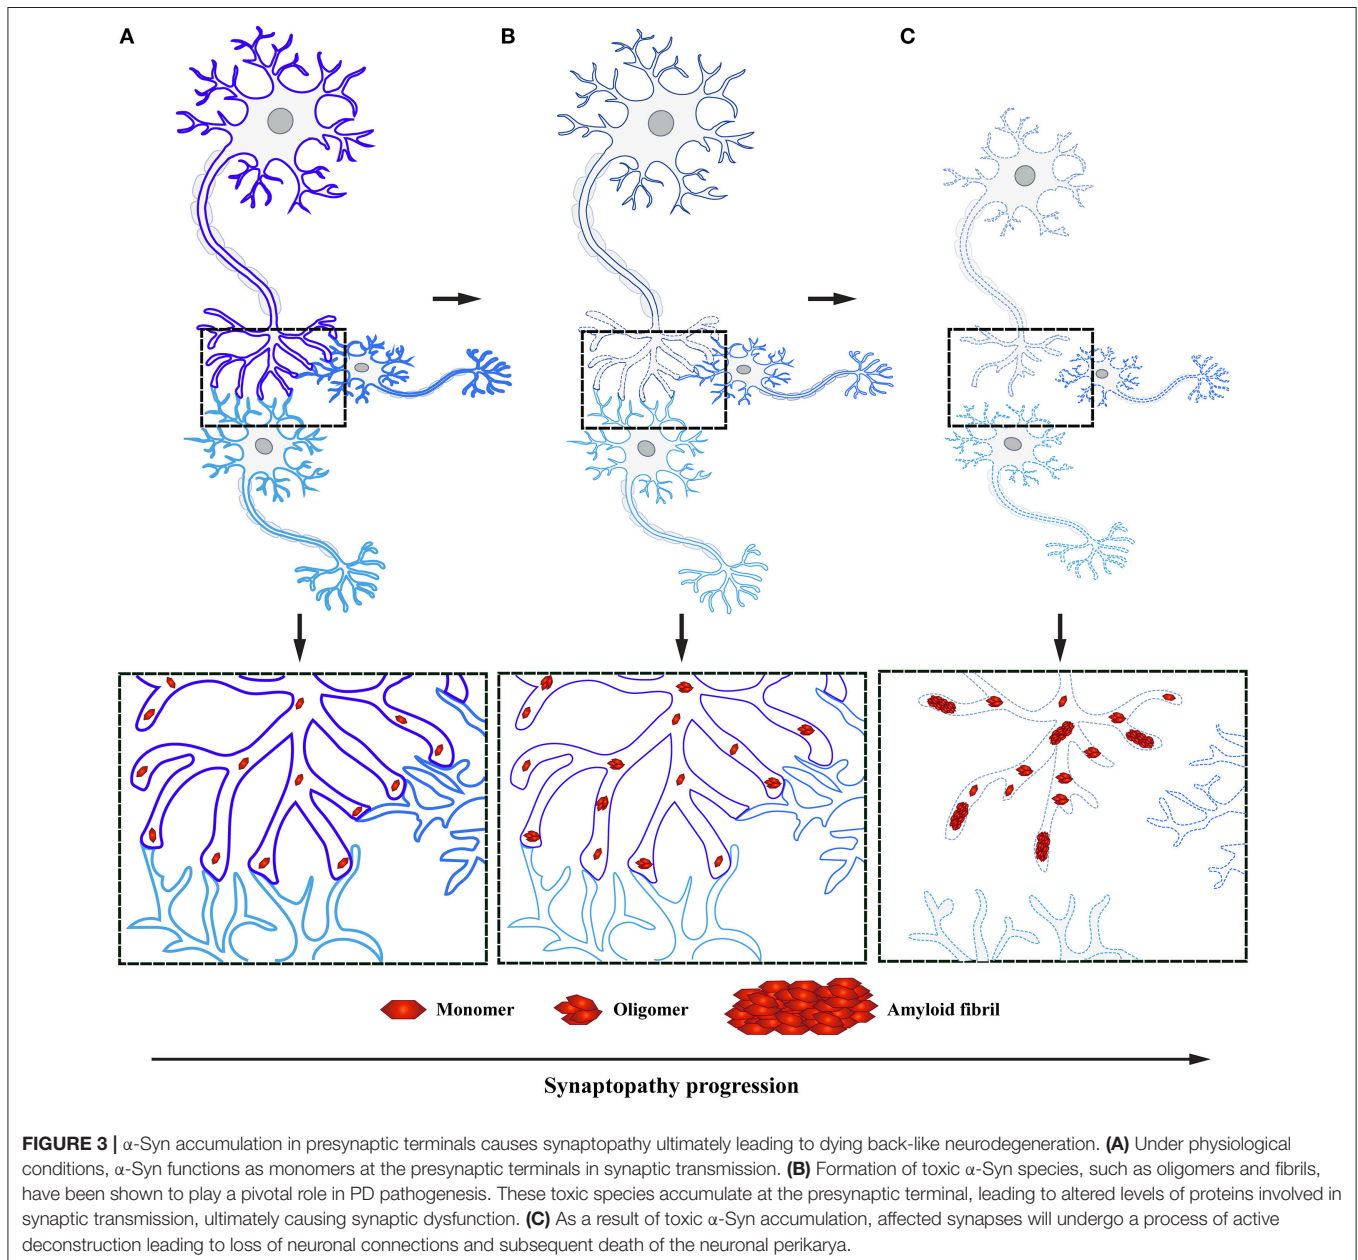 A
B
C
Monomer
Oligomer
Amyloid fibril
Synaptopathy progression
FIGURE 3 | α-Syn accumulation in presynaptic terminals causes synaptopathy ultimately leading to dying back-like neurodegeneration. (A) Under physiological
conditions, α-Syn functions as monomers at the presynaptic terminals in synaptic transmission. (B) Formation of toxic α-Syn species, such as oligomers and fibrils,
have been shown to play a pivotal role in PD pathogenesis. These toxic species accumulate at the presynaptic terminal, leading to altered levels of proteins involved in
synaptic transmission, ultimately causing synaptic dysfunction. (C) As a result of toxic α-Syn accumulation, affected synapses will undergo a process of active
deconstruction leading to loss of neuronal connections and subsequent death of the neuronal perikarya.